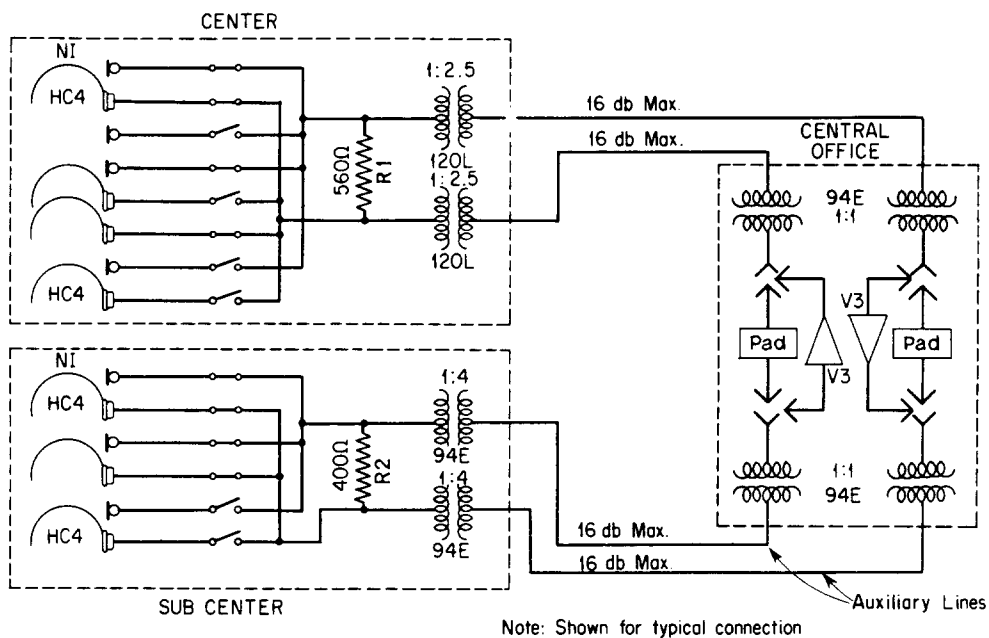 CENTER
NI
HC4
HC4
1:2.5
120L
1:2.5
120L
560Ω
R1
16 db Max.
16 db Max.
CENTRAL
OFFICE
94E
1:1
V3
Pad
Pad
V3
1:1
94E
NI
HC4
HC4
1:4
94E
1:4
94E
400Ω
R2
16 db Max.
16 db Max.
SUB CENTER
Auxiliary Lines
Note: Shown for typical connection